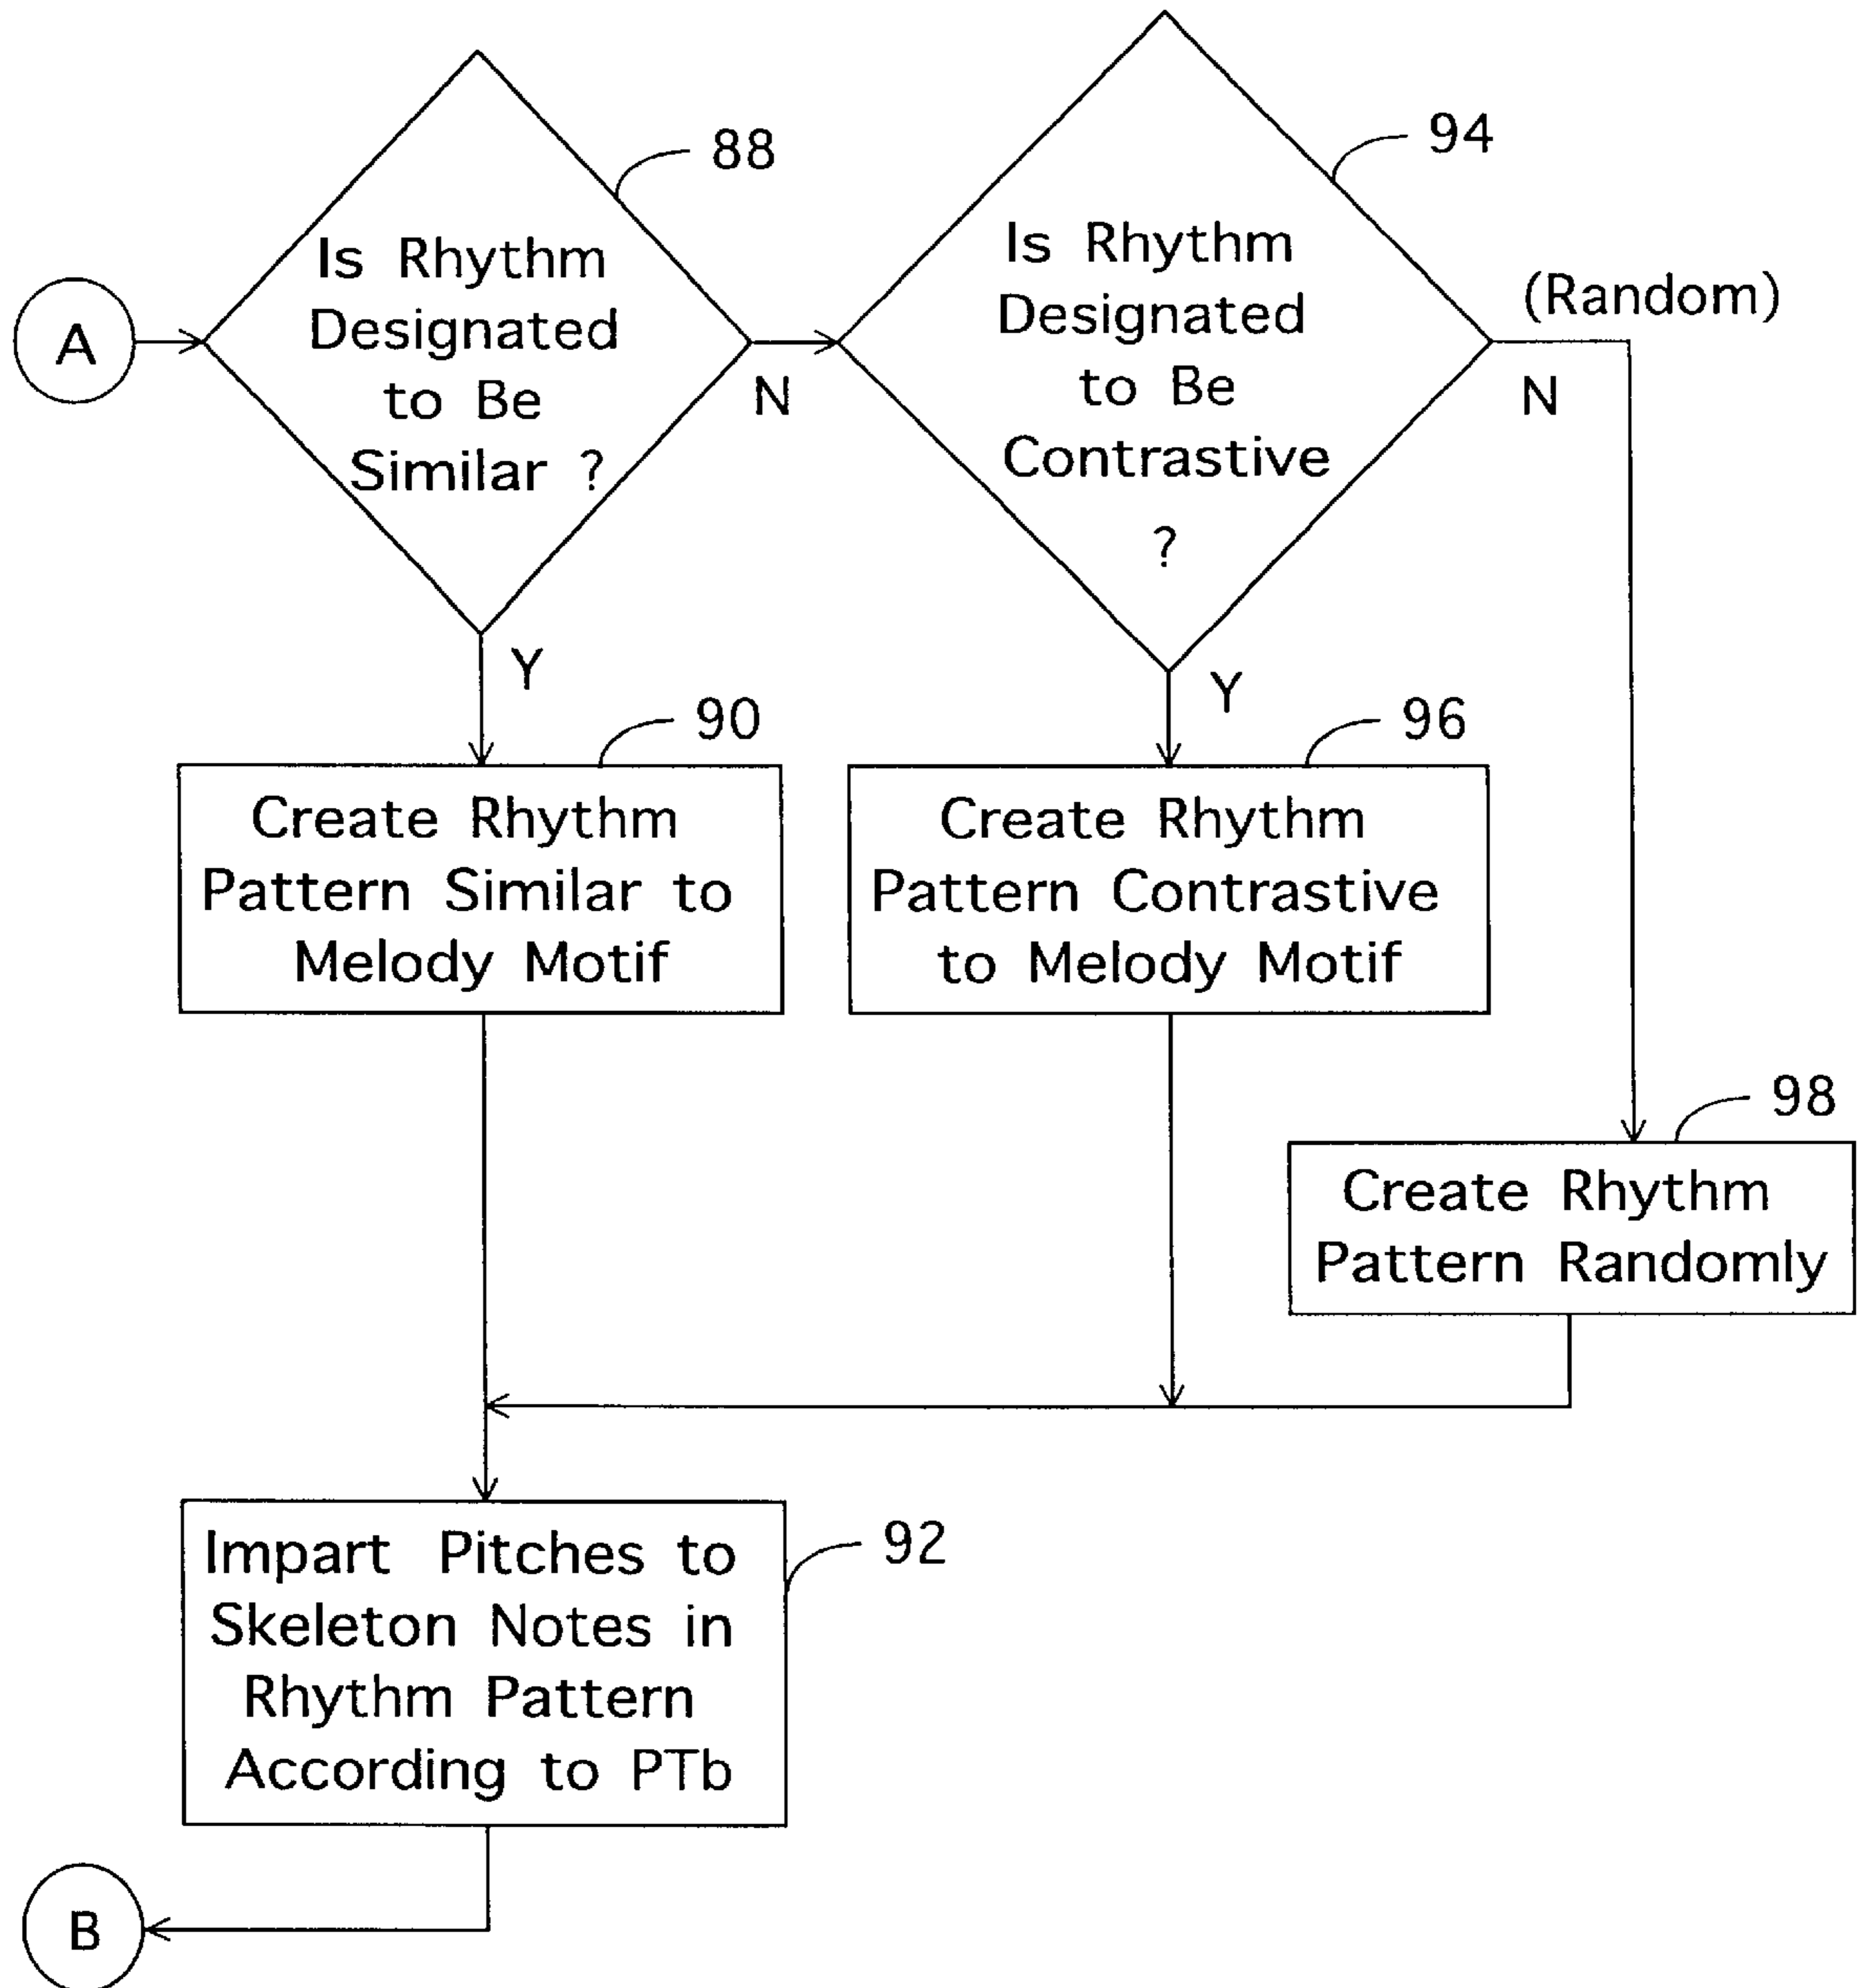 A
88
Is Rhythm
Designated
to Be
Similar ?
N
Y
94
Is Rhythm
Designated
to Be
Contrastive
?
(Random)
N
Y
90
Create Rhythm
Pattern Similar to
Melody Motif
96
Create Rhythm
Pattern Contrastive
to Melody Motif
98
Create Rhythm
Pattern Randomly
92
Impart Pitches to
Skeleton Notes in
Rhythm Pattern
According to PTb
B